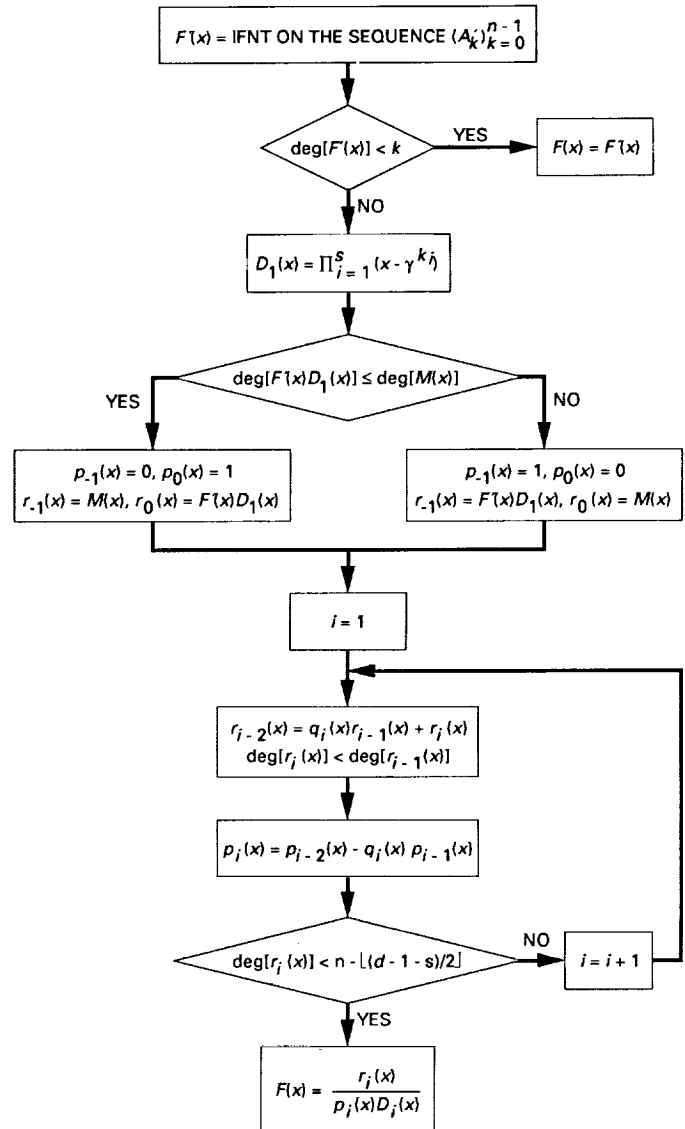 F'(x) = IFNT ON THE SEQUENCE (A'_k)_{k=0}^{n-1}
deg[F'(x)] < k
YES
F(x) = F'(x)
NO
D_1(x) = ∏_{i=1}^{s} (x - γ^{k_i})
deg[F'(x)D_1(x)] ≤ deg[M(x)]
YES
NO
p_{-1}(x) = 0, p_0(x) = 1
r_{-1}(x) = M(x), r_0(x) = F'(x)D_1(x)
p_{-1}(x) = 1, p_0(x) = 0
r_{-1}(x) = F'(x)D_1(x), r_0(x) = M(x)
i = 1
r_{i-2}(x) = q_i(x)r_{i-1}(x) + r_i(x)
deg[r_i(x)] < deg[r_{i-1}(x)]
p_i(x) = p_{i-2}(x) - q_i(x) p_{i-1}(x)
deg[r_i(x)] < n - ⌊(d - 1 - s)/2⌋
NO
i = i + 1
YES
F(x) = r_i(x) / p_i(x)D_i(x)